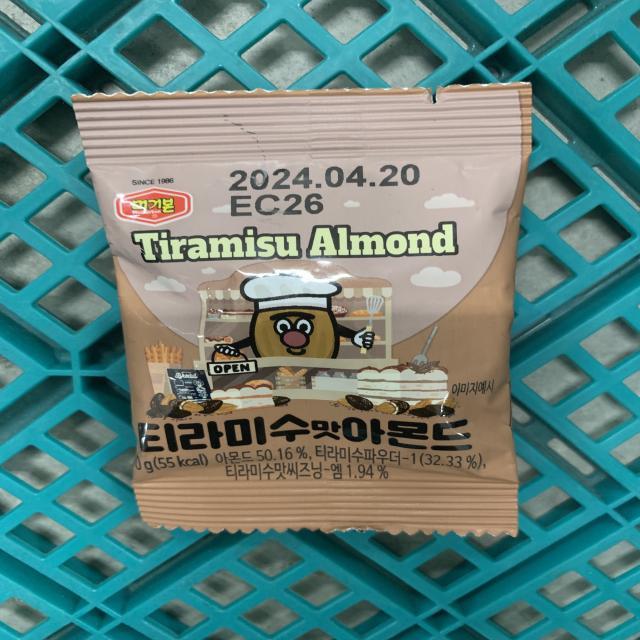 SINCE 1986
머거본
2024.04.20
EC26
Tiramisu Almond
OPEN
이미지예시
티라미수맛아몬드
0g(55 kcal) 아몬드 50.16 %, 티라미수파우더-1(32.33 %),
티라미수맛씨즈닝-엠 1.94 %